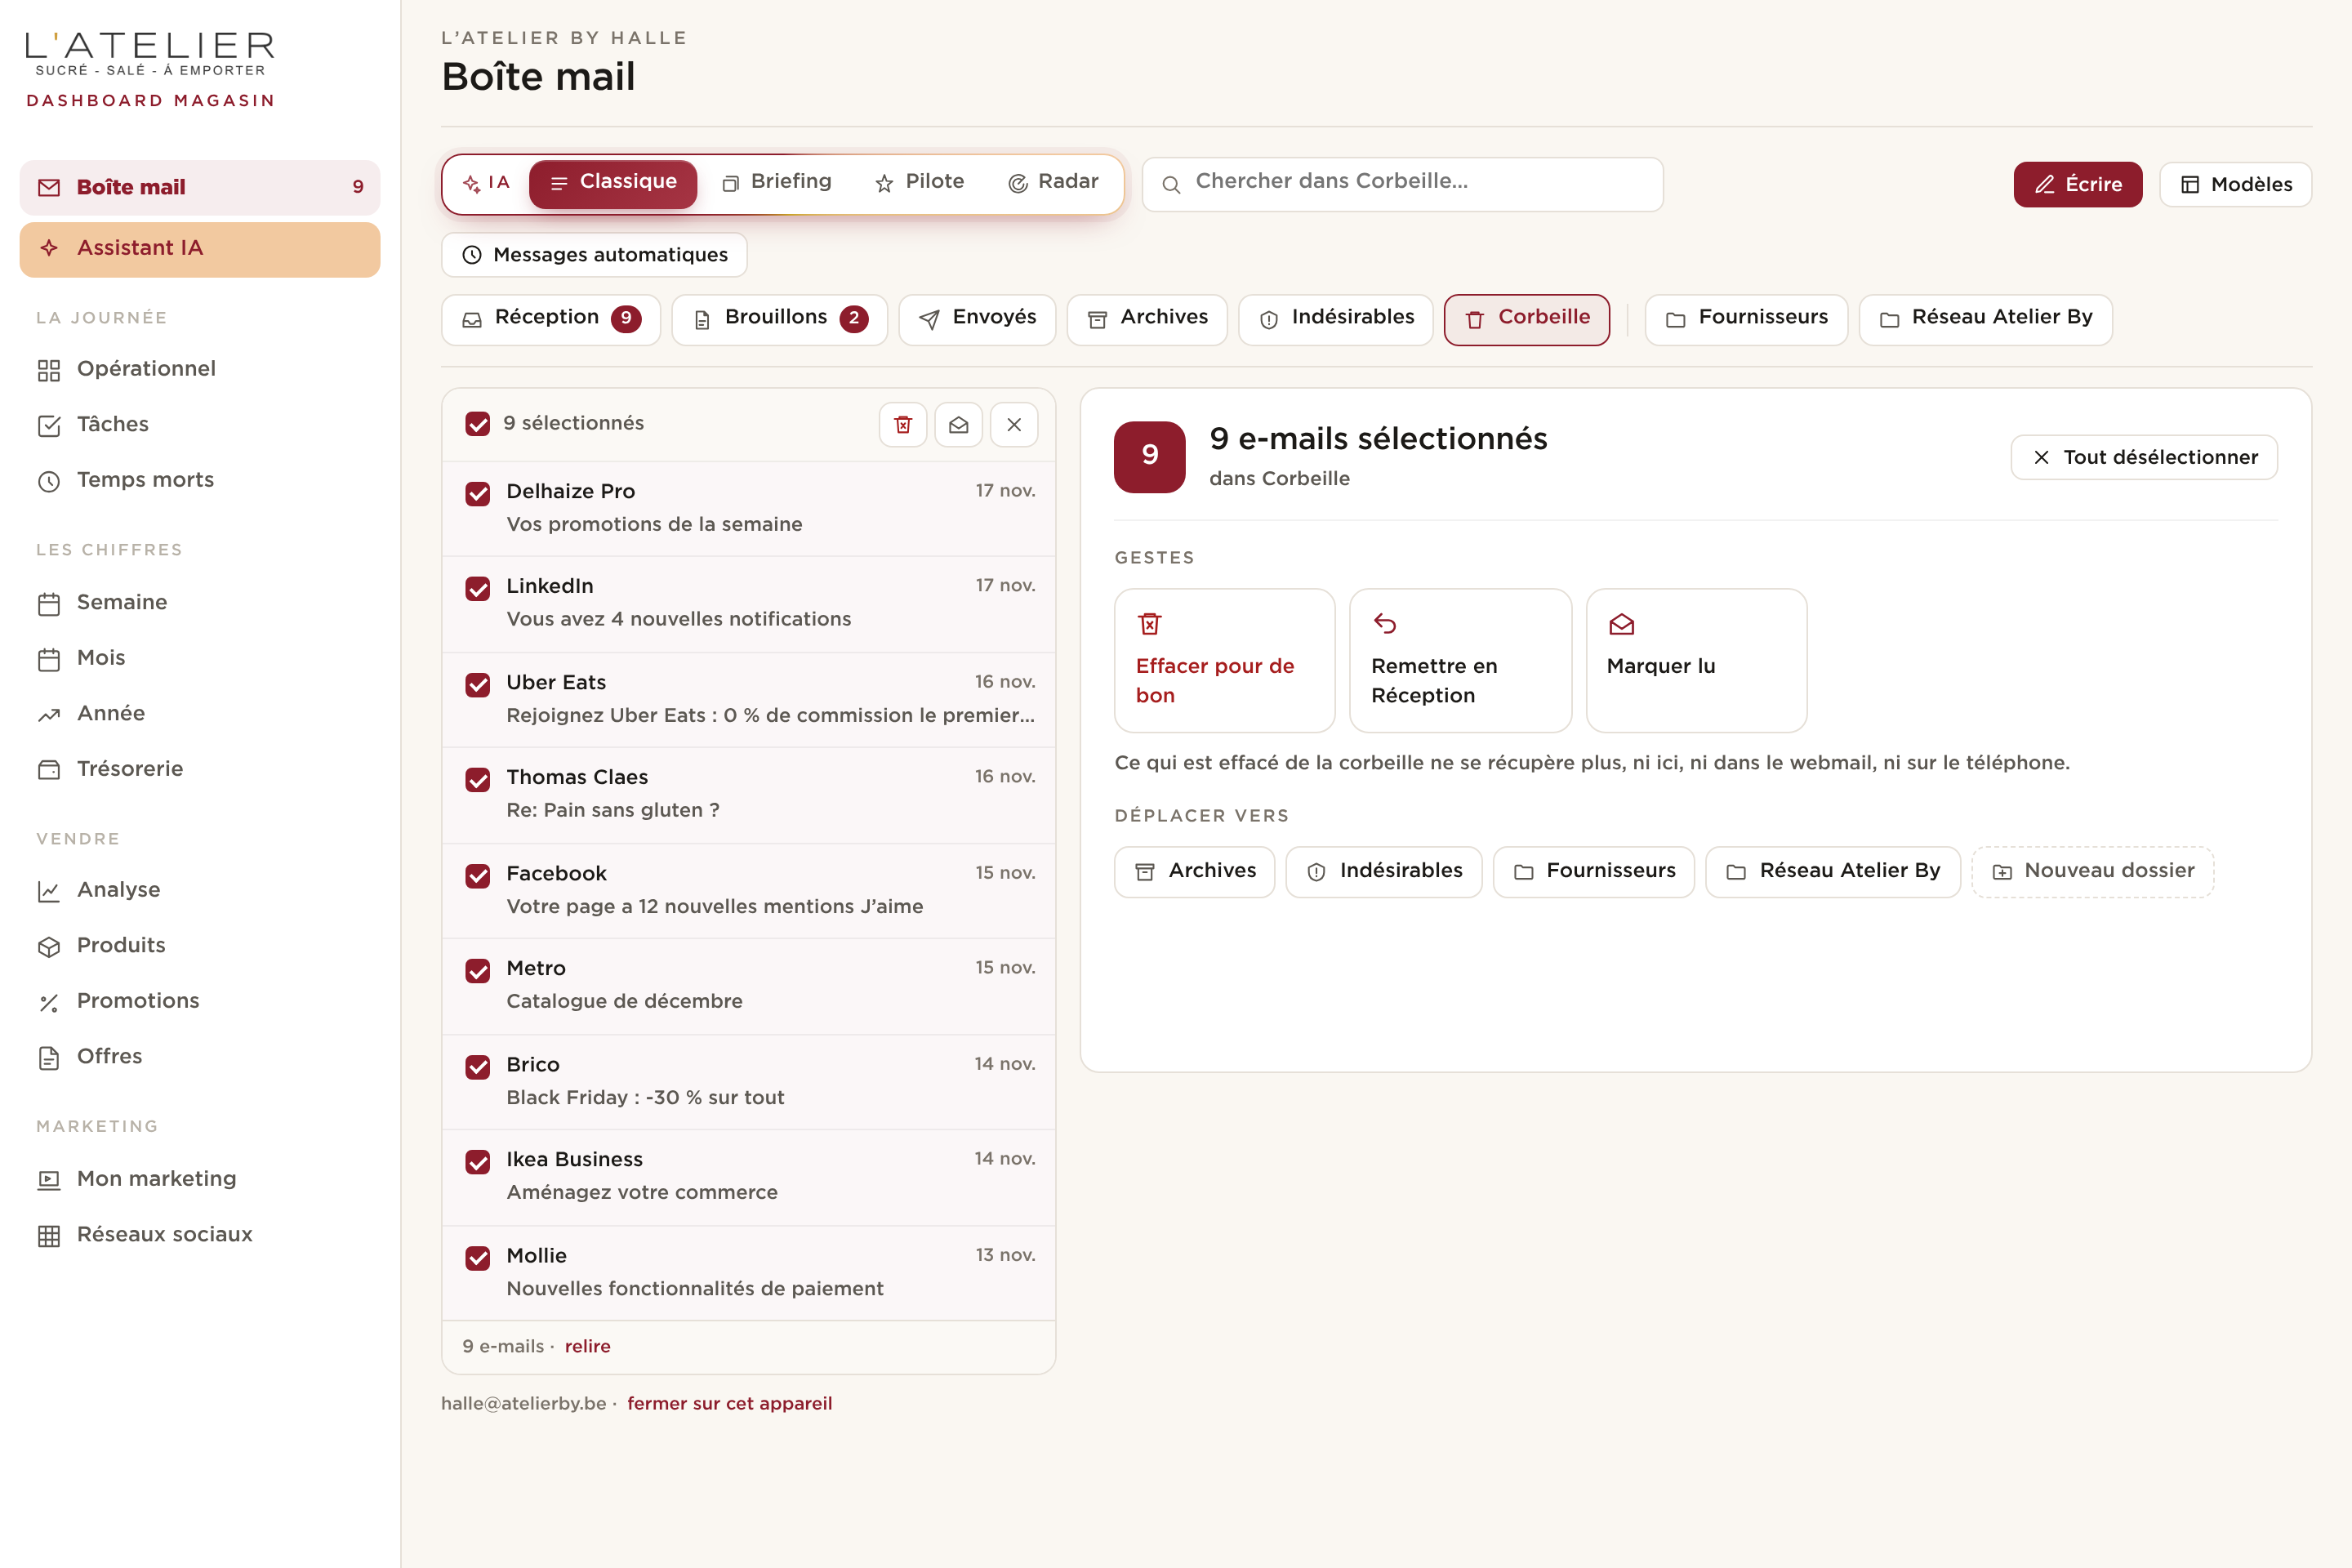 L'ATELIER
SUCRÉ - SALÉ - À EMPORTER
DASHBOARD MAGASIN
Boîte mail 9
Assistant IA
LA JOURNÉE
Opérationnel
Tâches
Temps morts
LES CHIFFRES
Semaine
Mois
Année
Trésorerie
VENDRE
Analyse
Produits
Promotions
Offres
MARKETING
Mon marketing
Réseaux sociaux
L’ATELIER BY HALLE
Boîte mail
IA Classique Briefing Pilote Radar
Chercher dans Corbeille...
Écrire
Modèles
Messages automatiques
Réception 9 Brouillons 2 Envoyés Archives Indésirables Corbeille Fournisseurs Réseau Atelier By
9 sélectionnés
Delhaize Pro 17 nov.
Vos promotions de la semaine
LinkedIn 17 nov.
Vous avez 4 nouvelles notifications
Uber Eats 16 nov.
Rejoignez Uber Eats : 0 % de commission le premier...
Thomas Claes 16 nov.
Re: Pain sans gluten ?
Facebook 15 nov.
Votre page a 12 nouvelles mentions J’aime
Metro 15 nov.
Catalogue de décembre
Brico 14 nov.
Black Friday : -30 % sur tout
Ikea Business 14 nov.
Aménagez votre commerce
Mollie 13 nov.
Nouvelles fonctionnalités de paiement
9 e-mails · relire
halle@atelierby.be · fermer sur cet appareil
9
9 e-mails sélectionnés
dans Corbeille
Tout désélectionner
GESTES
Effacer pour de
bon
Remettre en
Réception
Marquer lu
Ce qui est effacé de la corbeille ne se récupère plus, ni ici, ni dans le webmail, ni sur le téléphone.
DÉPLACER VERS
Archives Indésirables Fournisseurs Réseau Atelier By Nouveau dossier